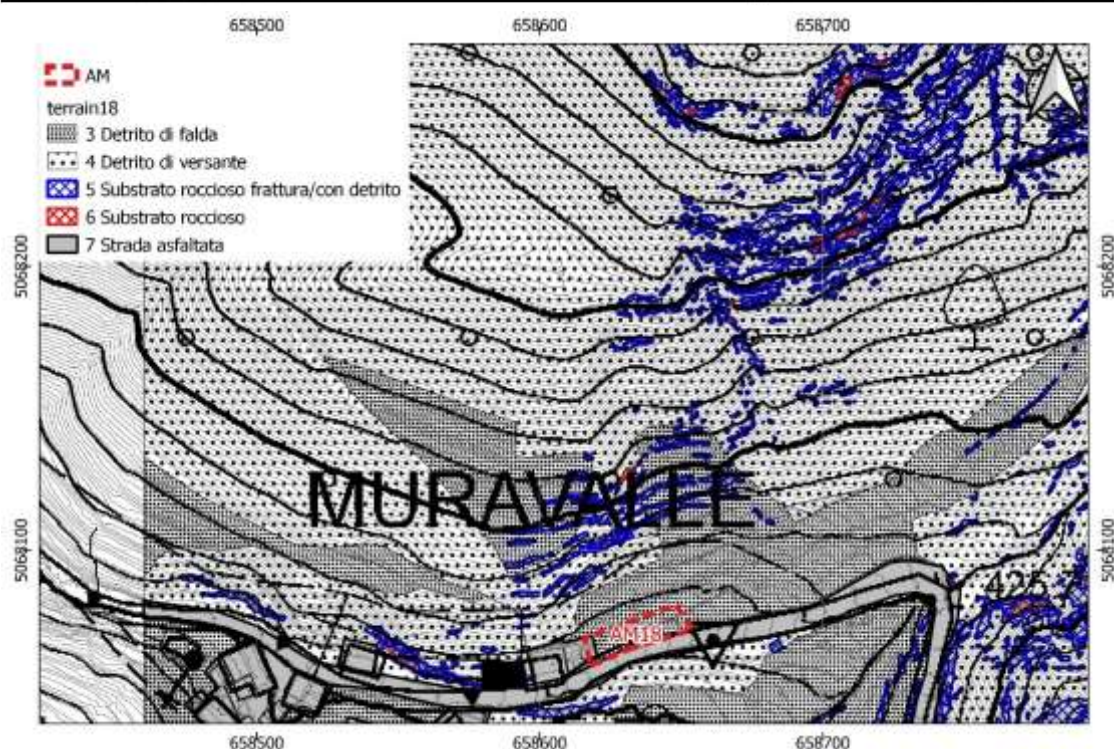 658500 658600 658700
AM
terrain18
3 Detrito di falda
4 Detrito di versante
5 Substrato roccioso frattura/con detrito
6 Substrato roccioso
7 Strada asfaltata
5068200 5068200
MURAVALLE
5068100 5068100
425
AM18
658500 658600 658700